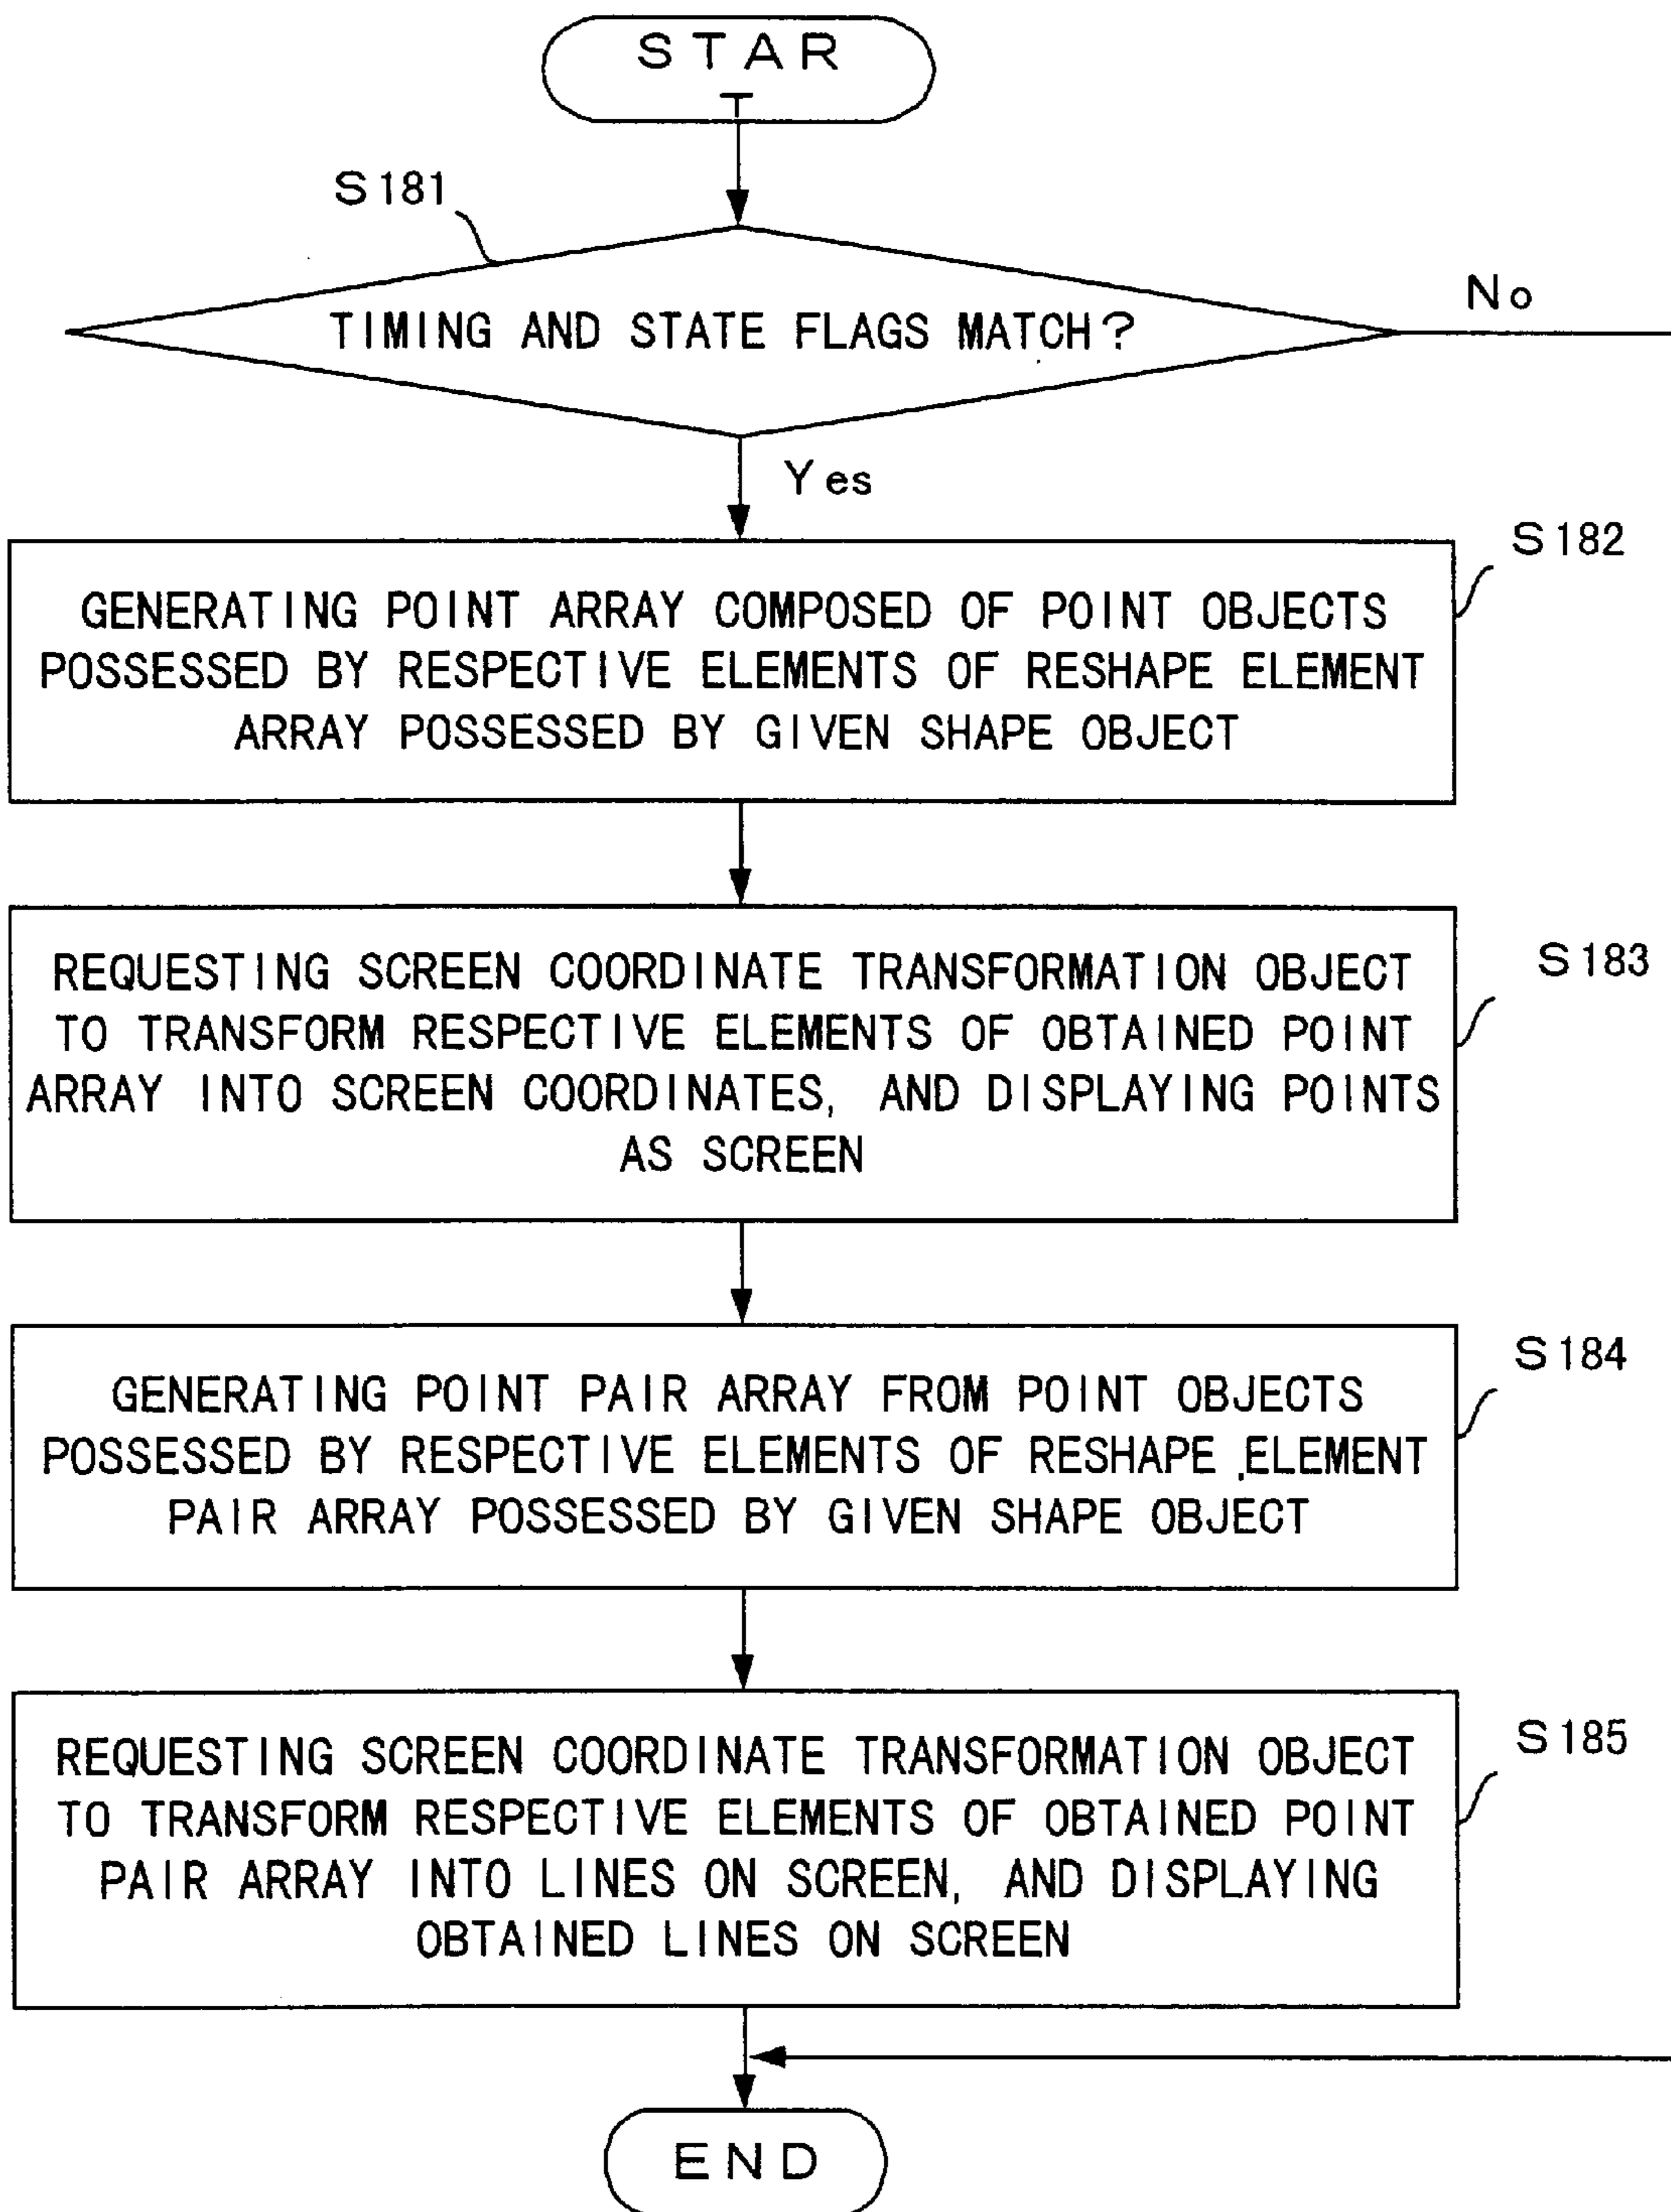 STAR
T
S181
TIMING AND STATE FLAGS MATCH?
No
Yes
S182
GENERATING POINT ARRAY COMPOSED OF POINT OBJECTS
POSSESSED BY RESPECTIVE ELEMENTS OF RESHAPE ELEMENT
ARRAY POSSESSED BY GIVEN SHAPE OBJECT
S183
REQUESTING SCREEN COORDINATE TRANSFORMATION OBJECT
TO TRANSFORM RESPECTIVE ELEMENTS OF OBTAINED POINT
ARRAY INTO SCREEN COORDINATES, AND DISPLAYING POINTS
AS SCREEN
S184
GENERATING POINT PAIR ARRAY FROM POINT OBJECTS
POSSESSED BY RESPECTIVE ELEMENTS OF RESHAPE ELEMENT
PAIR ARRAY POSSESSED BY GIVEN SHAPE OBJECT
S185
REQUESTING SCREEN COORDINATE TRANSFORMATION OBJECT
TO TRANSFORM RESPECTIVE ELEMENTS OF OBTAINED POINT
PAIR ARRAY INTO LINES ON SCREEN, AND DISPLAYING
OBTAINED LINES ON SCREEN
END